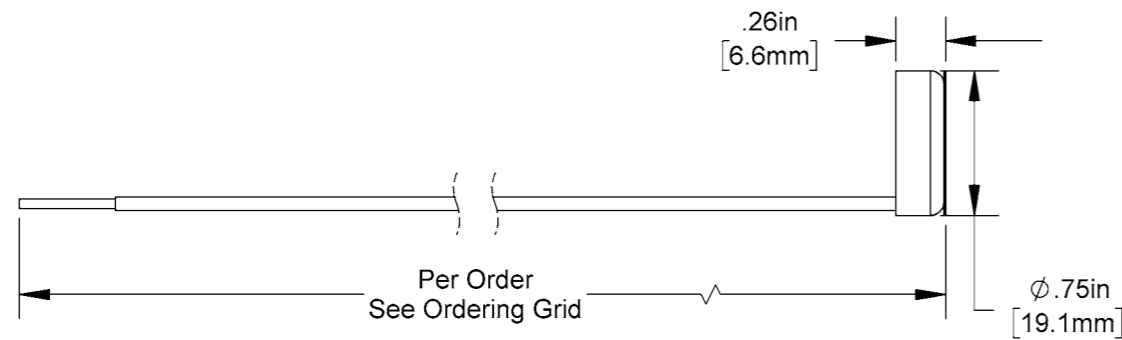 .26in
[6.6mm]
Per Order
See Ordering Grid
∅.75in
[19.1mm]